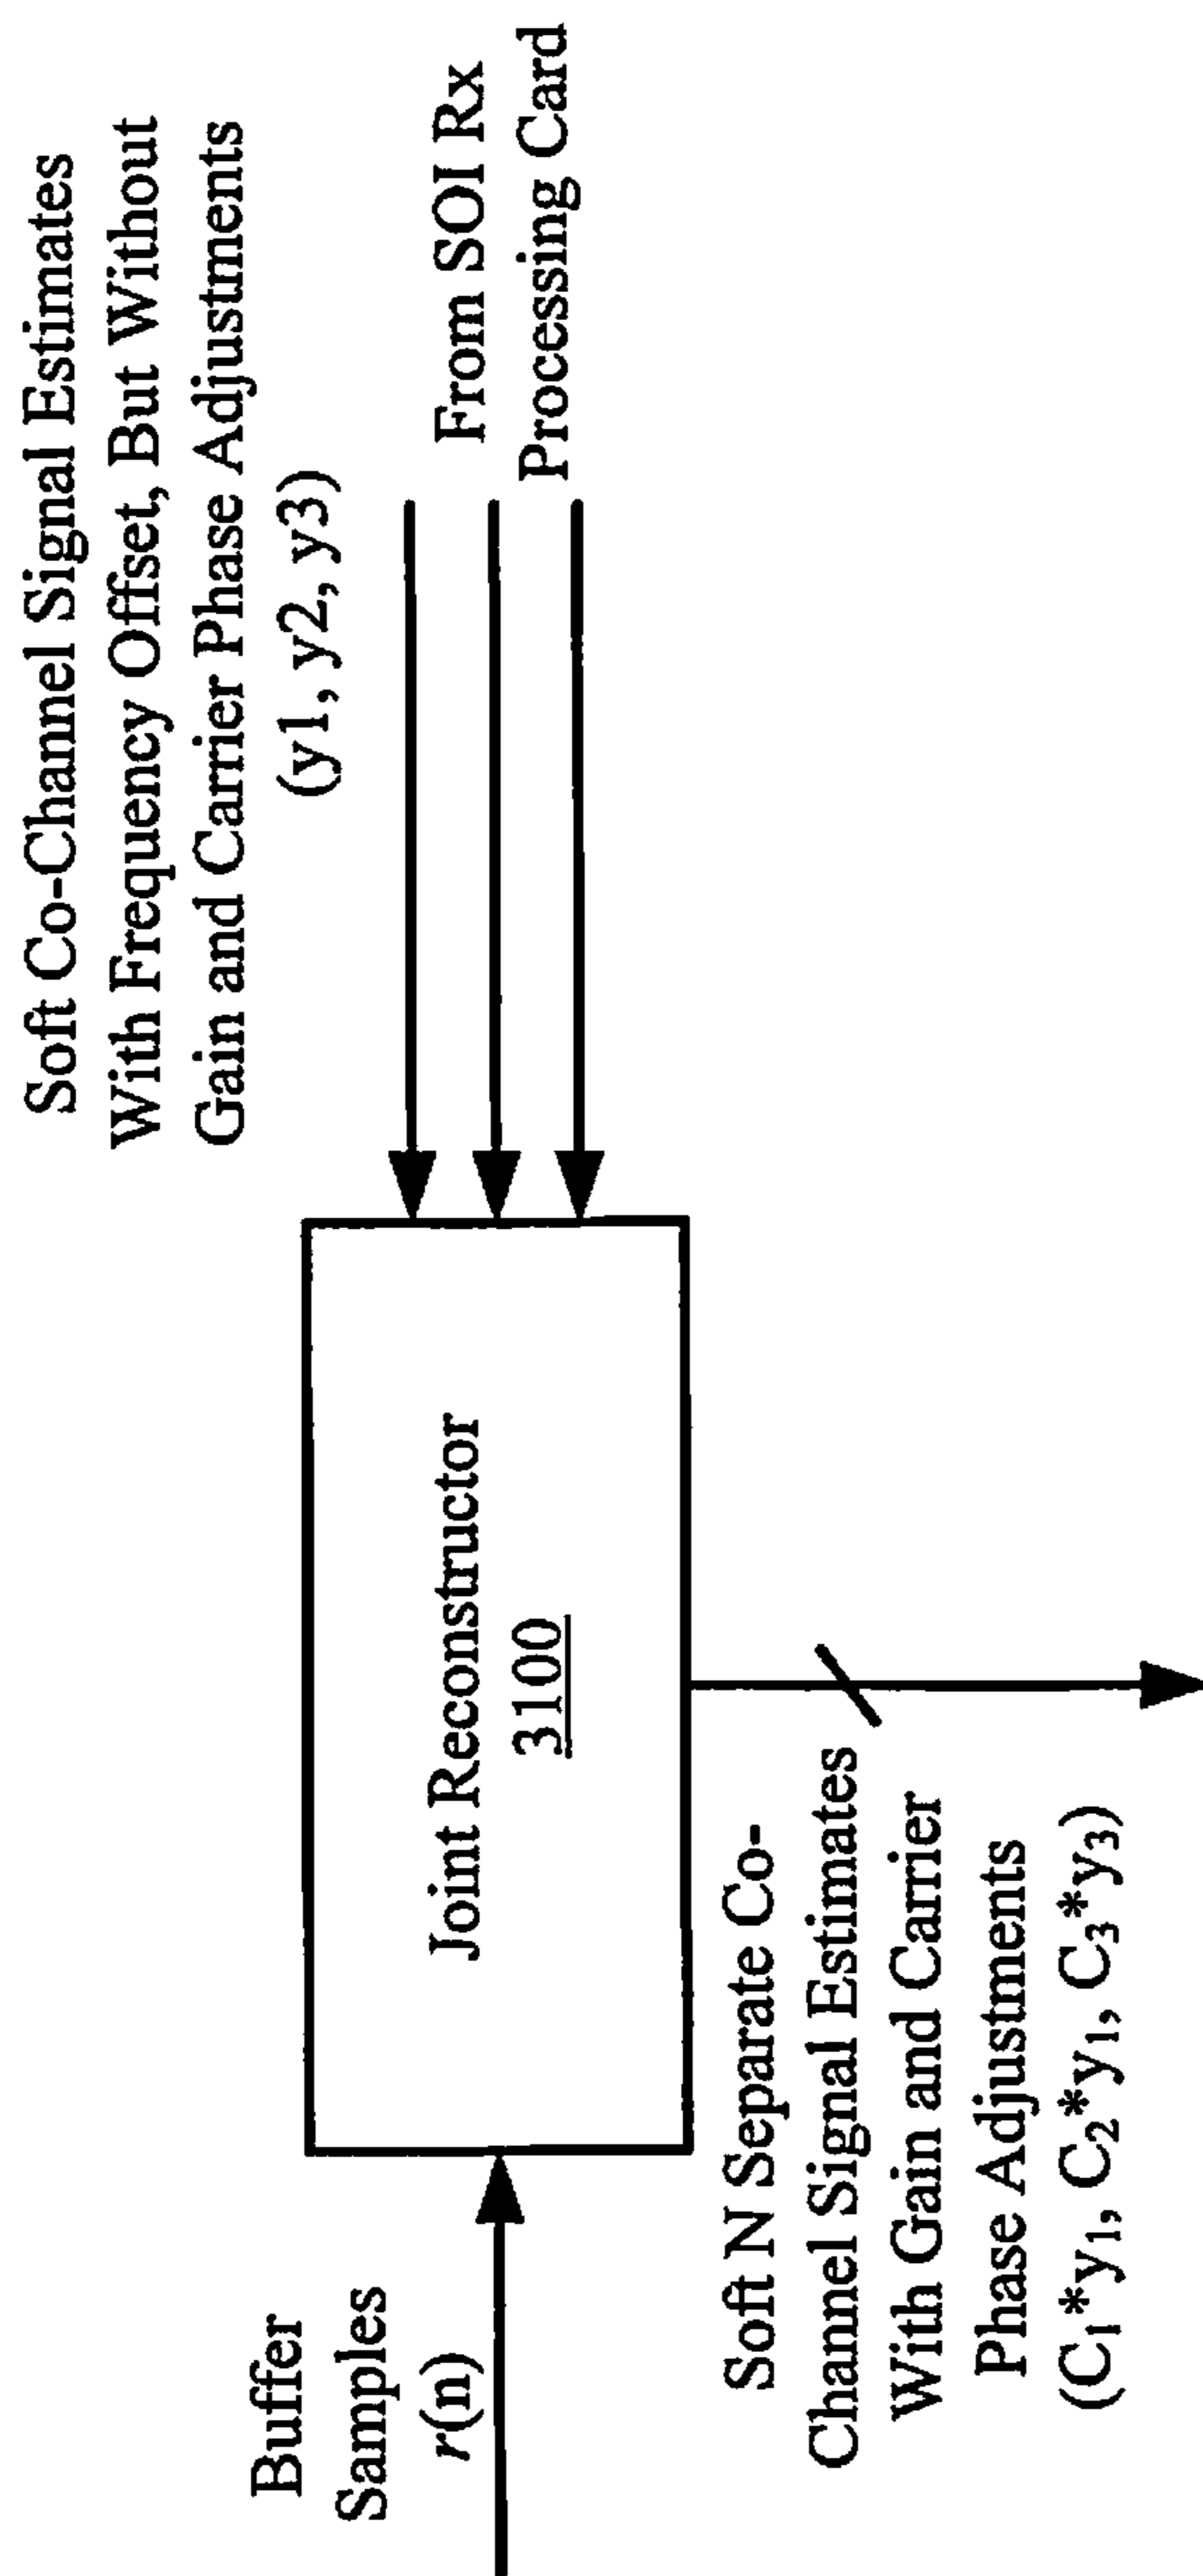 Buffer
Samples
r(n)
Joint Reconstructor
3100
Soft Co-Channel Signal Estimates
With Frequency Offset, But Without
Gain and Carrier Phase Adjustments
(y1, y2, y3)
From SOI Rx
Processing Card
Soft N Separate Co-
Channel Signal Estimates
With Gain and Carrier
Phase Adjustments
(C₁*y₁, C₂*y₁, C₃*y₃)